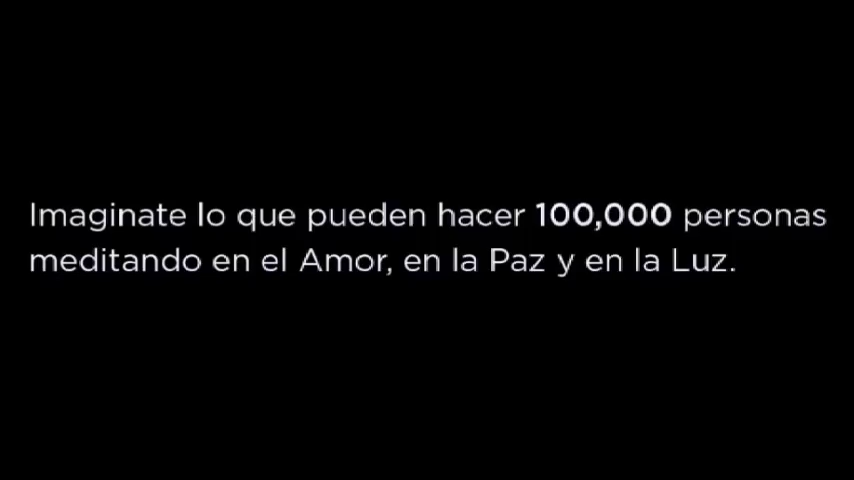 Imaginate lo que pueden hacer 100,000 personas
meditando en el Amor, en la Paz y en la Luz.